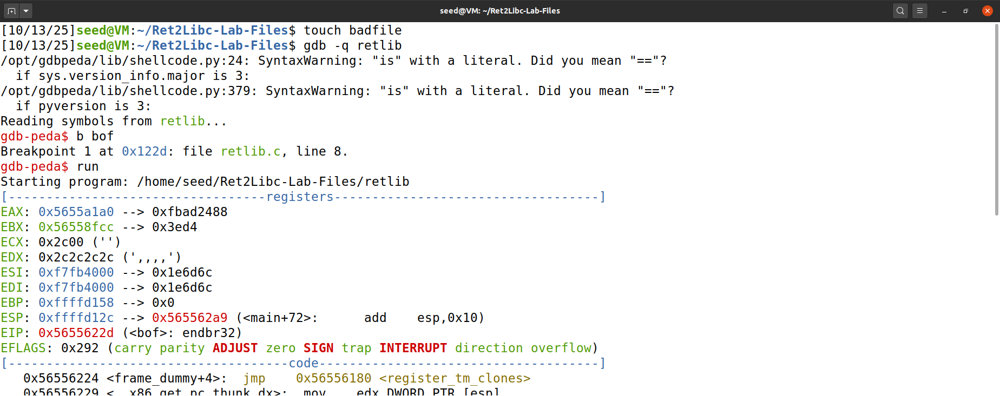 seed@VM: ~/Ret2Libc-Lab-Files
[10/13/25]seed@VM:~/Ret2Libc-Lab-Files$ touch badfile
[10/13/25]seed@VM:~/Ret2Libc-Lab-Files$ gdb -q retlib
/opt/gdbpeda/lib/shellcode.py:24: SyntaxWarning: "is" with a literal. Did you mean "=="?
  if sys.version_info.major is 3:
/opt/gdbpeda/lib/shellcode.py:379: SyntaxWarning: "is" with a literal. Did you mean "=="?
  if pyversion is 3:
Reading symbols from retlib...
gdb-peda$ b bof
Breakpoint 1 at 0x122d: file retlib.c, line 8.
gdb-peda$ run
Starting program: /home/seed/Ret2Libc-Lab-Files/retlib
[----------------------------------registers-----------------------------------]
EAX: 0x5655a1a0 --> 0xfbad2488
EBX: 0x56558fcc --> 0x3ed4
ECX: 0x2c00 ('')
EDX: 0x2c2c2c2c (',,,,')
ESI: 0xf7fb4000 --> 0x1e6d6c
EDI: 0xf7fb4000 --> 0x1e6d6c
EBP: 0xffffd158 --> 0x0
ESP: 0xffffd12c --> 0x565562a9 (<main+72>:      add    esp,0x10)
EIP: 0x5655622d (<bof>: endbr32)
EFLAGS: 0x292 (carry parity ADJUST zero SIGN trap INTERRUPT direction overflow)
[-------------------------------------code-------------------------------------]
   0x56556224 <frame_dummy+4>:  jmp    0x56556180 <register_tm_clones>
   0x56556229 <__x86.get_pc_thunk.dx>:  mov    edx,DWORD PTR [esp]